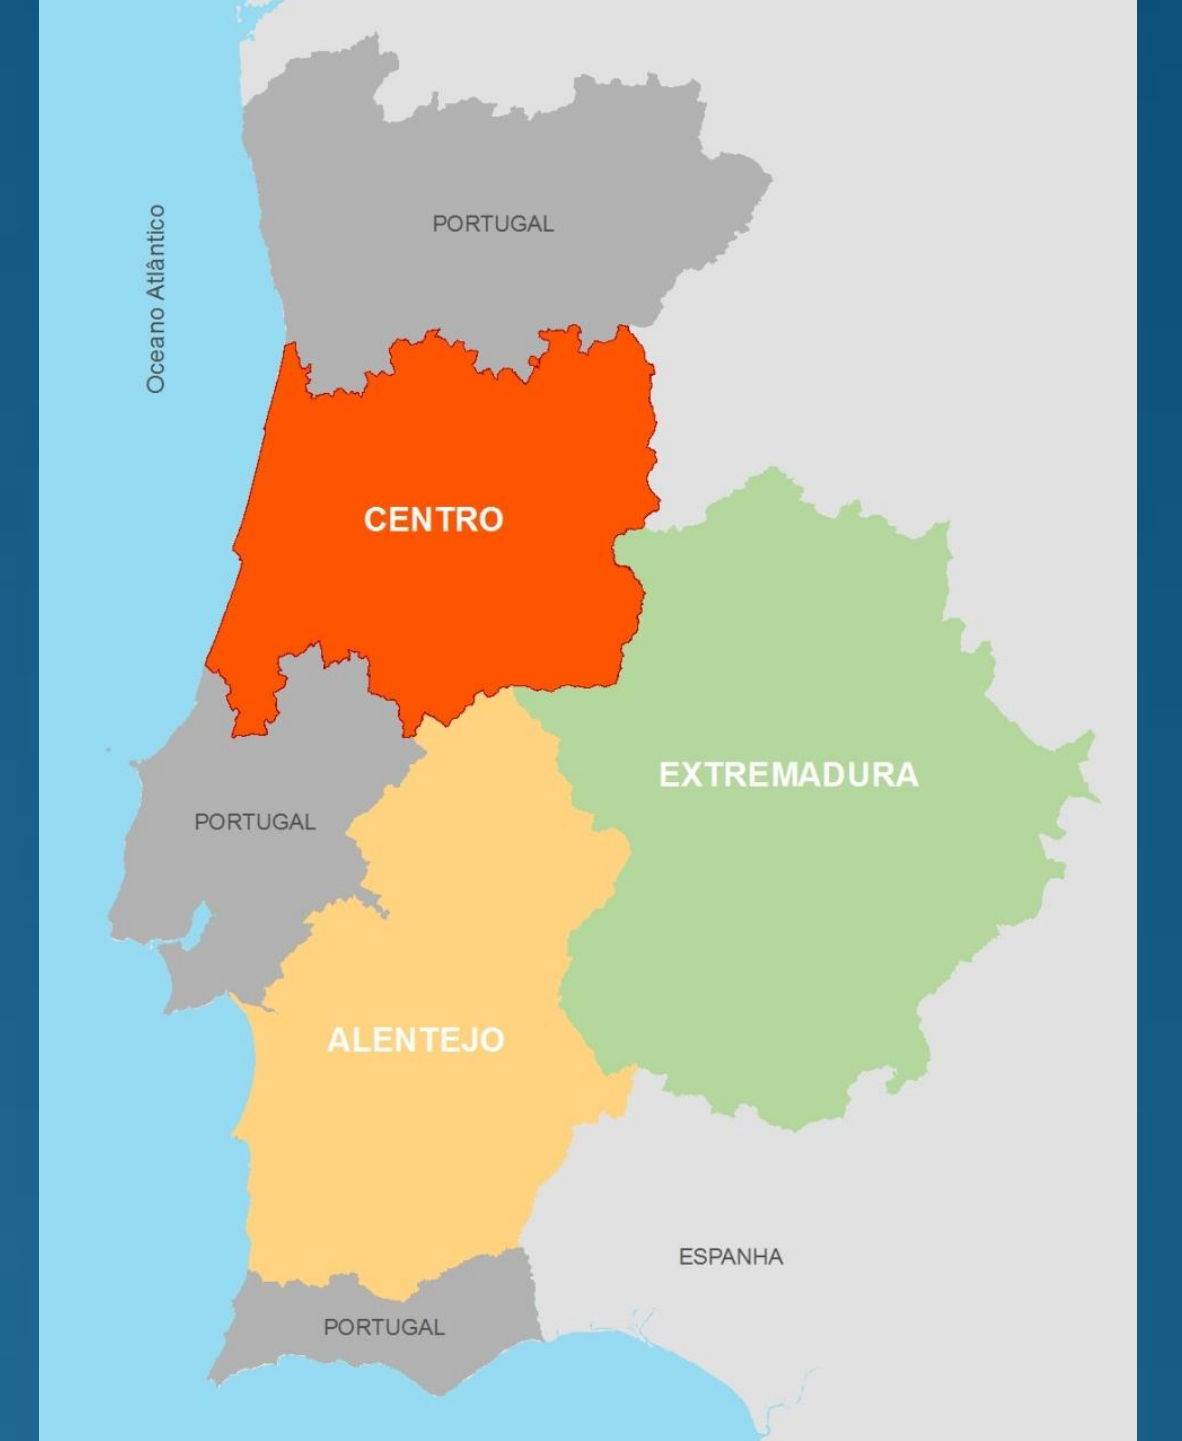 PORTUGAL
Oceano Atlântico
CENTRO
EXTREMADURA
PORTUGAL
ALENTEJO
ESPANHA
PORTUGAL